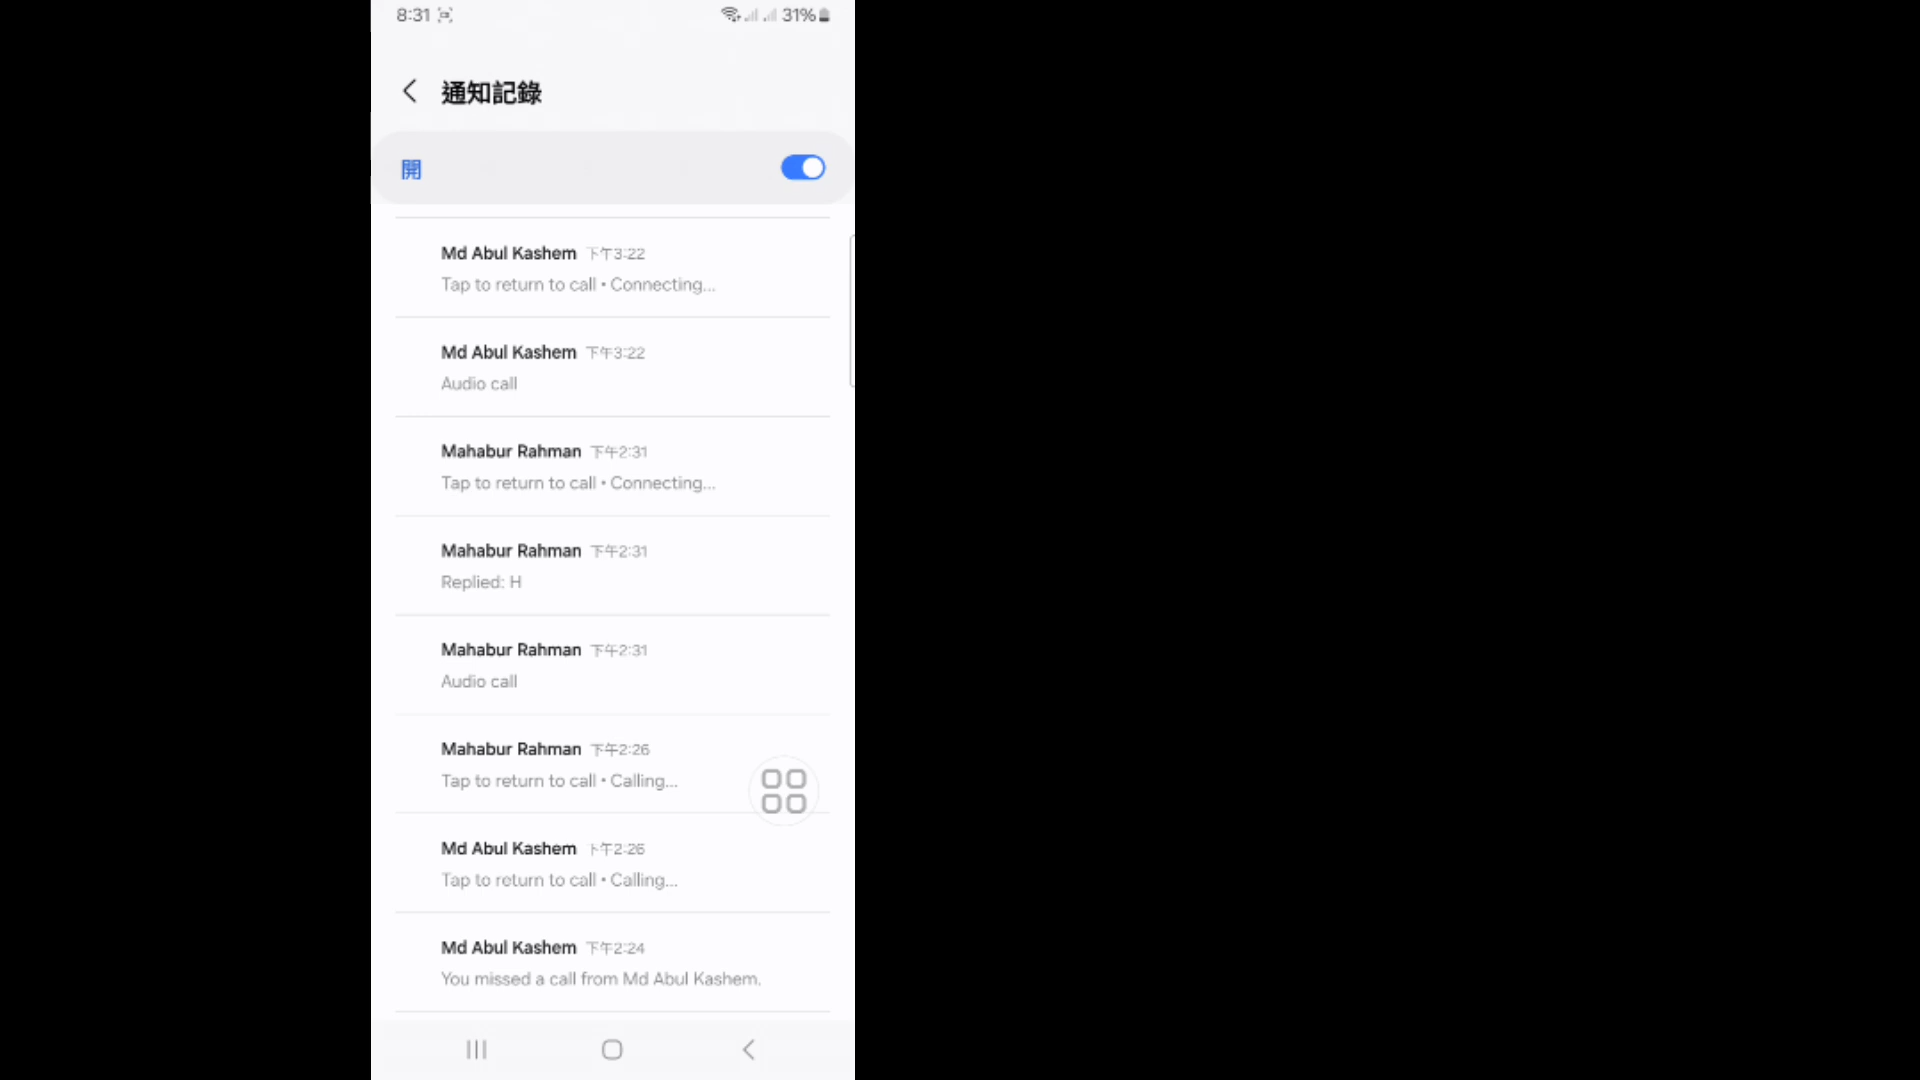 8:31 31%
通知記錄
開
Md Abul Kashem 下午3:22
Tap to return to call • Connecting...
Md Abul Kashem 下午3:22
Audio call
Mahabur Rahman 下午2:31
Tap to return to call • Connecting...
Mahabur Rahman 下午2:31
Replied: H
Mahabur Rahman 下午2:31
Audio call
Mahabur Rahman 下午2:26
Tap to return to call • Calling...
Md Abul Kashem 下午2:26
Tap to return to call • Calling...
Md Abul Kashem 下午2:24
You missed a call from Md Abul Kashem.